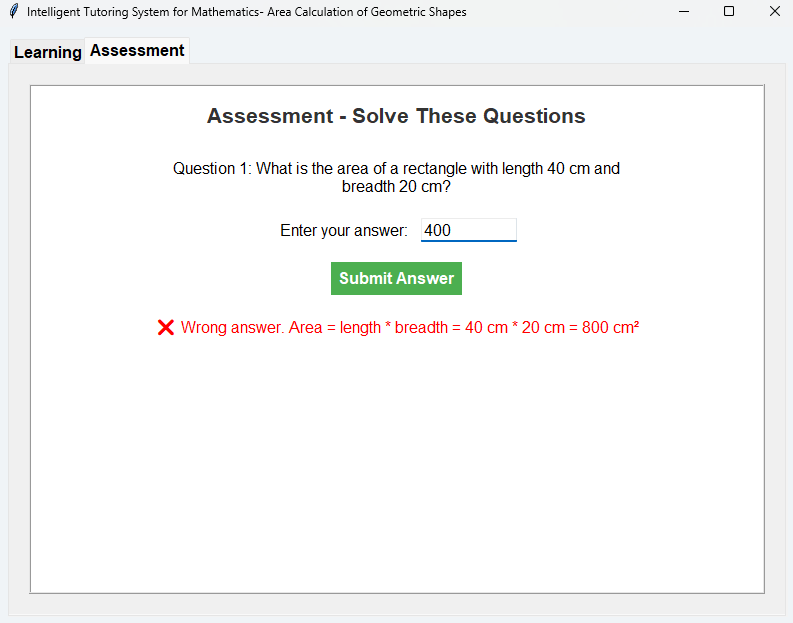 Intelligent Tutoring System for Mathematics- Area Calculation of Geometric Shapes
Learning Assessment
Assessment - Solve These Questions
Question 1: What is the area of a rectangle with length 40 cm and
breadth 20 cm?
Enter your answer: 400
Submit Answer
❌ Wrong answer. Area = length * breadth = 40 cm * 20 cm = 800 cm²